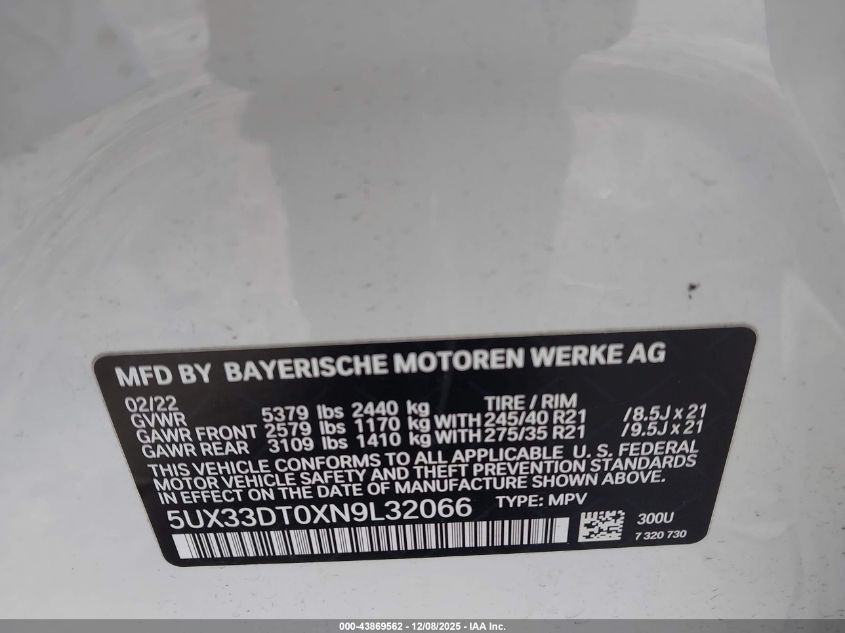 MFD BY BAYERISCHE MOTOREN WERKE AG
02/22 TIRE / RIM
GVWR 5379 lbs 2440 kg
GAWR FRONT 2579 lbs 1170 kg WITH 245/40 R21 /8.5J x 21
GAWR REAR 3109 lbs 1410 kg WITH 275/35 R21 /9.5J x 21
THIS VEHICLE CONFORMS TO ALL APPLICABLE U. S. FEDERAL
MOTOR VEHICLE SAFETY AND THEFT PREVENTION STANDARDS
IN EFFECT ON THE DATE OF MANUFACTURE SHOWN ABOVE.
5UX33DT0XN9L32066 TYPE: MPV
300U
7 320 730
000-43869562 - 12/08/2025 - IAA Inc.